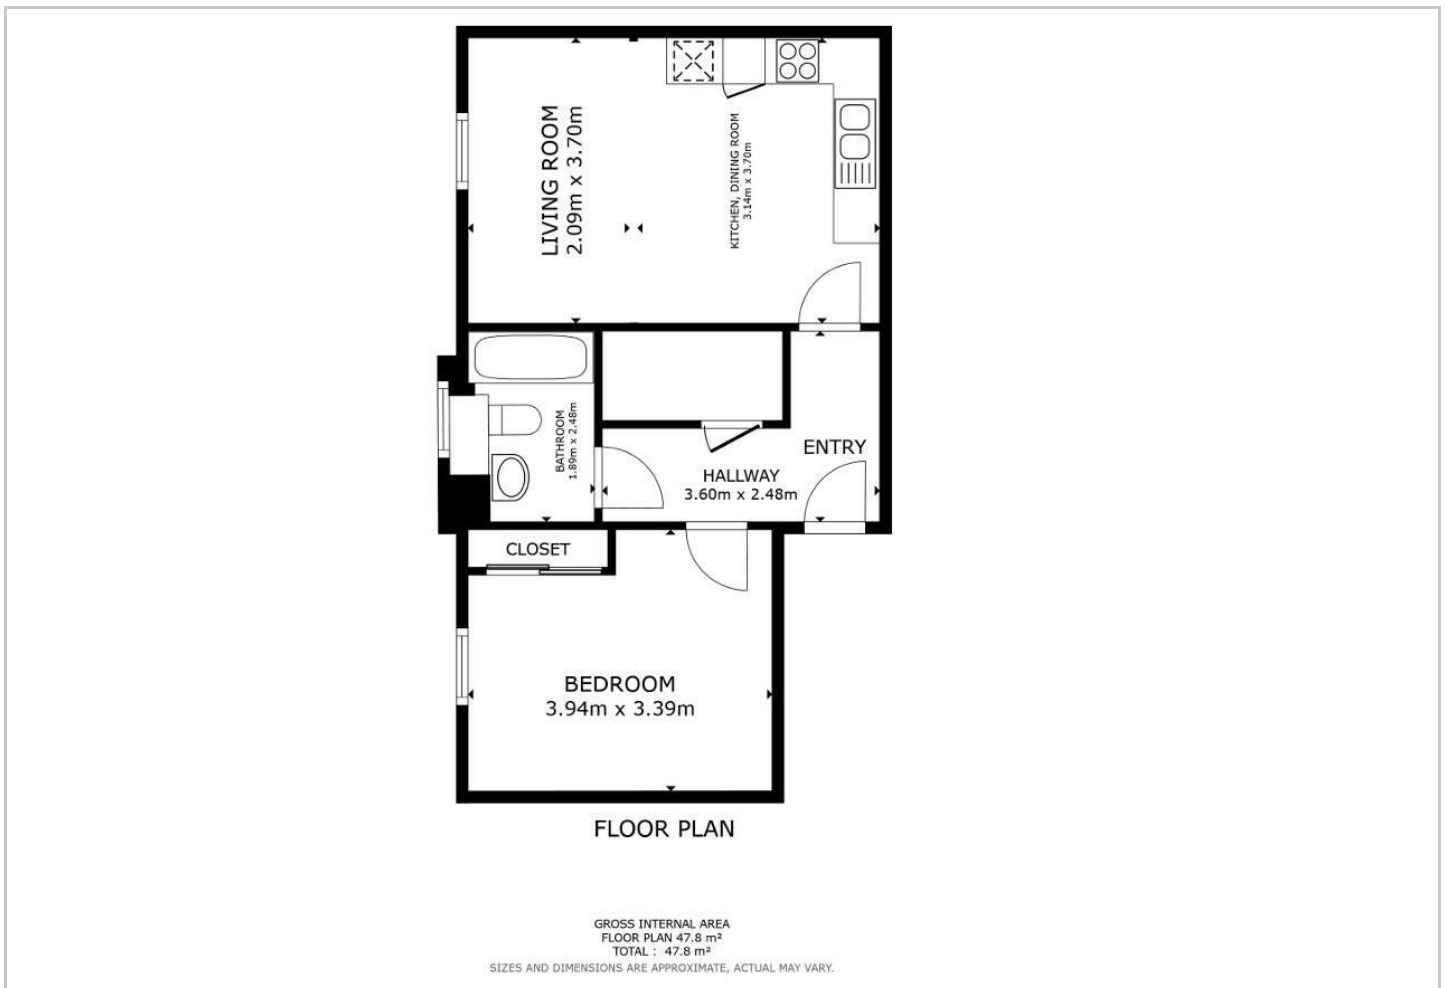 LIVING ROOM
2.09m x 3.70m
KITCHEN, DINING ROOM
3.14m x 3.70m
BATHROOM
1.89m x 2.48m
ENTRY
HALLWAY
3.60m x 2.48m
CLOSET
BEDROOM
3.94m x 3.39m
FLOOR PLAN
GROSS INTERNAL AREA
FLOOR PLAN 47.8 m²
TOTAL : 47.8 m²
SIZES AND DIMENSIONS ARE APPROXIMATE, ACTUAL MAY VARY.